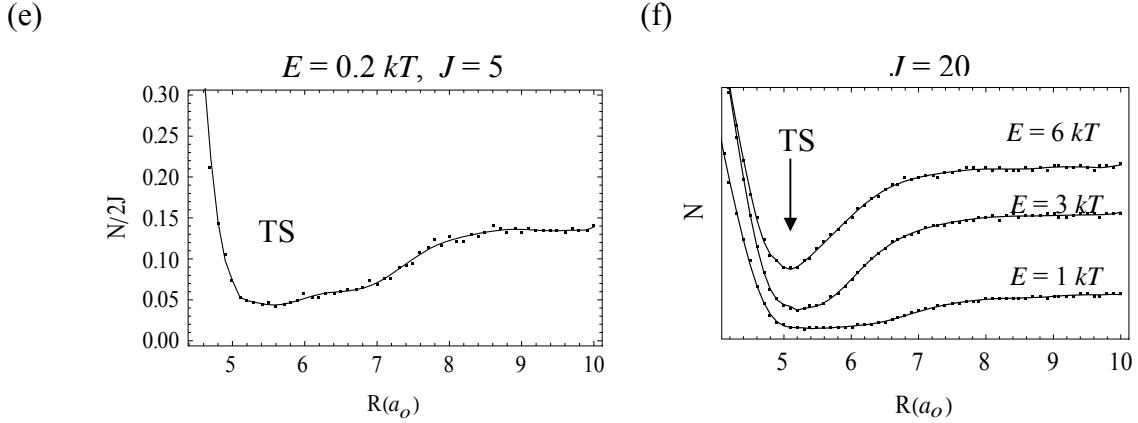 (e)
E = 0.2 kT, J = 5
0.30
0.25
0.20
0.15
0.10
0.05
0.00
N/2J
TS
5 6 7 8 9 10
R(a_o)
(f)
J = 20
N
TS
E = 6 kT
E = 3 kT
E = 1 kT
5 6 7 8 9 10
R(a_o)